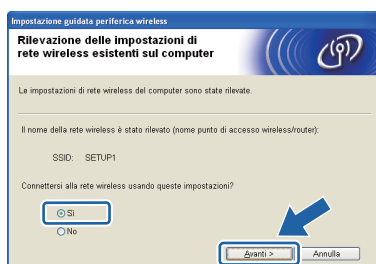 Impostazione guidata periferica wireless
Rilevazione delle impostazioni di
rete wireless esistenti sul computer
Le impostazioni di rete wireless del computer sono state rilevate.
Il nome della rete wireless è stato rilevato (nome punto di accesso wireless/router):
SSID: SETUP1
Connettersi alla rete wireless usando queste impostazioni?
Sì
No
Avanti >
Annulla